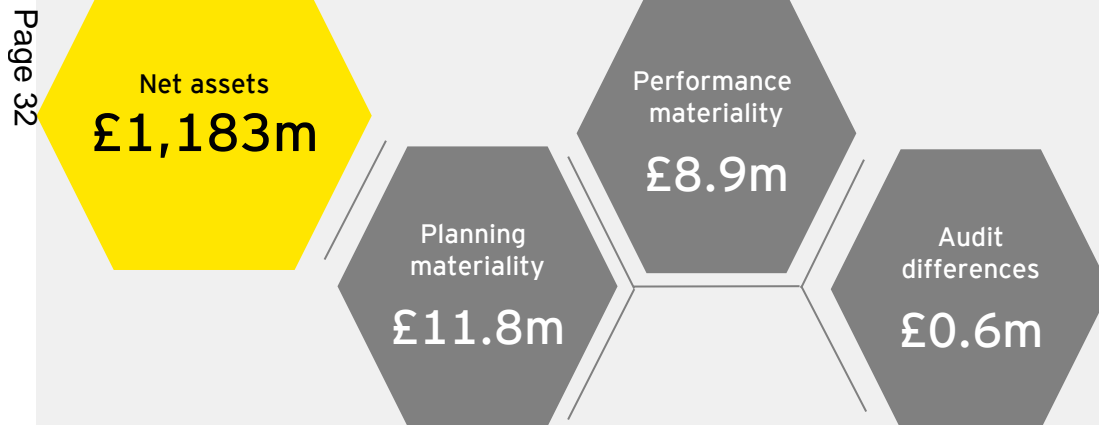 Page 32
Net assets
£1,183m
Planning
materiality
£11.8m
Performance
materiality
£8.9m
Audit
differences
£0.6m